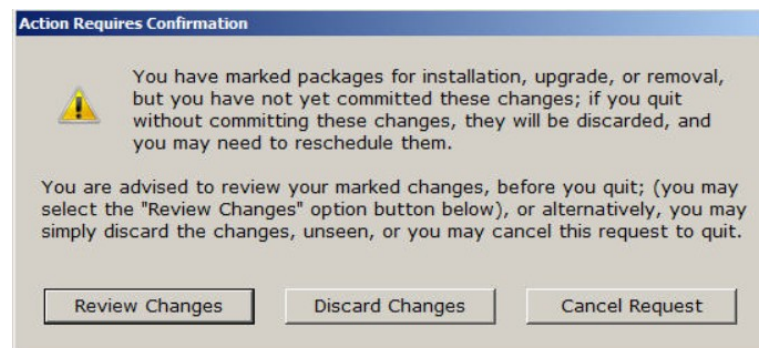 Action Requires Confirmation
You have marked packages for installation, upgrade, or removal,
but you have not yet committed these changes; if you quit
without committing these changes, they will be discarded, and
you may need to reschedule them.
You are advised to review your marked changes, before you quit; (you may
select the "Review Changes" option button below), or alternatively, you may
simply discard the changes, unseen, or you may cancel this request to quit.
Review Changes Discard Changes Cancel Request